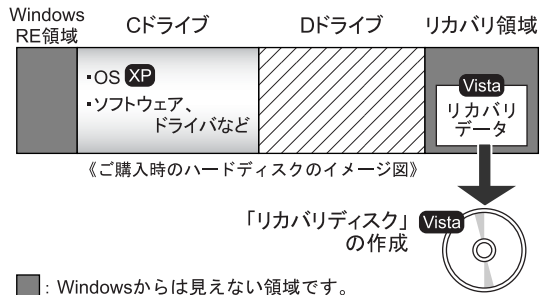 Windows
RE領域
Cドライブ
Dドライブ
リカバリ領域
▪OS XP
▪ソフトウェア、
ドライバなど
Vista
リカバリ
データ
《ご購入時のハードディスクのイメージ図》
「リカバリディスク」
の作成
Vista
: Windowsからは見えない領域です。